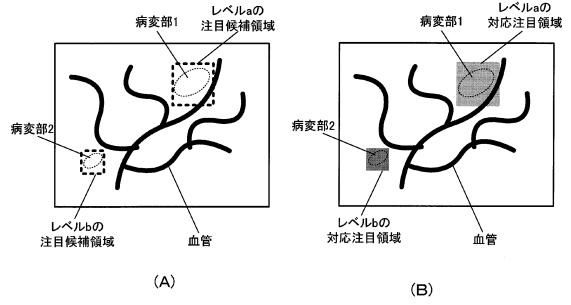 レベルaの
注目候補領域
病変部1
病変部2
レベルbの
注目候補領域
血管
(A)
レベルaの
対応注目領域
病変部1
病変部2
レベルbの
対応注目領域
血管
(B)